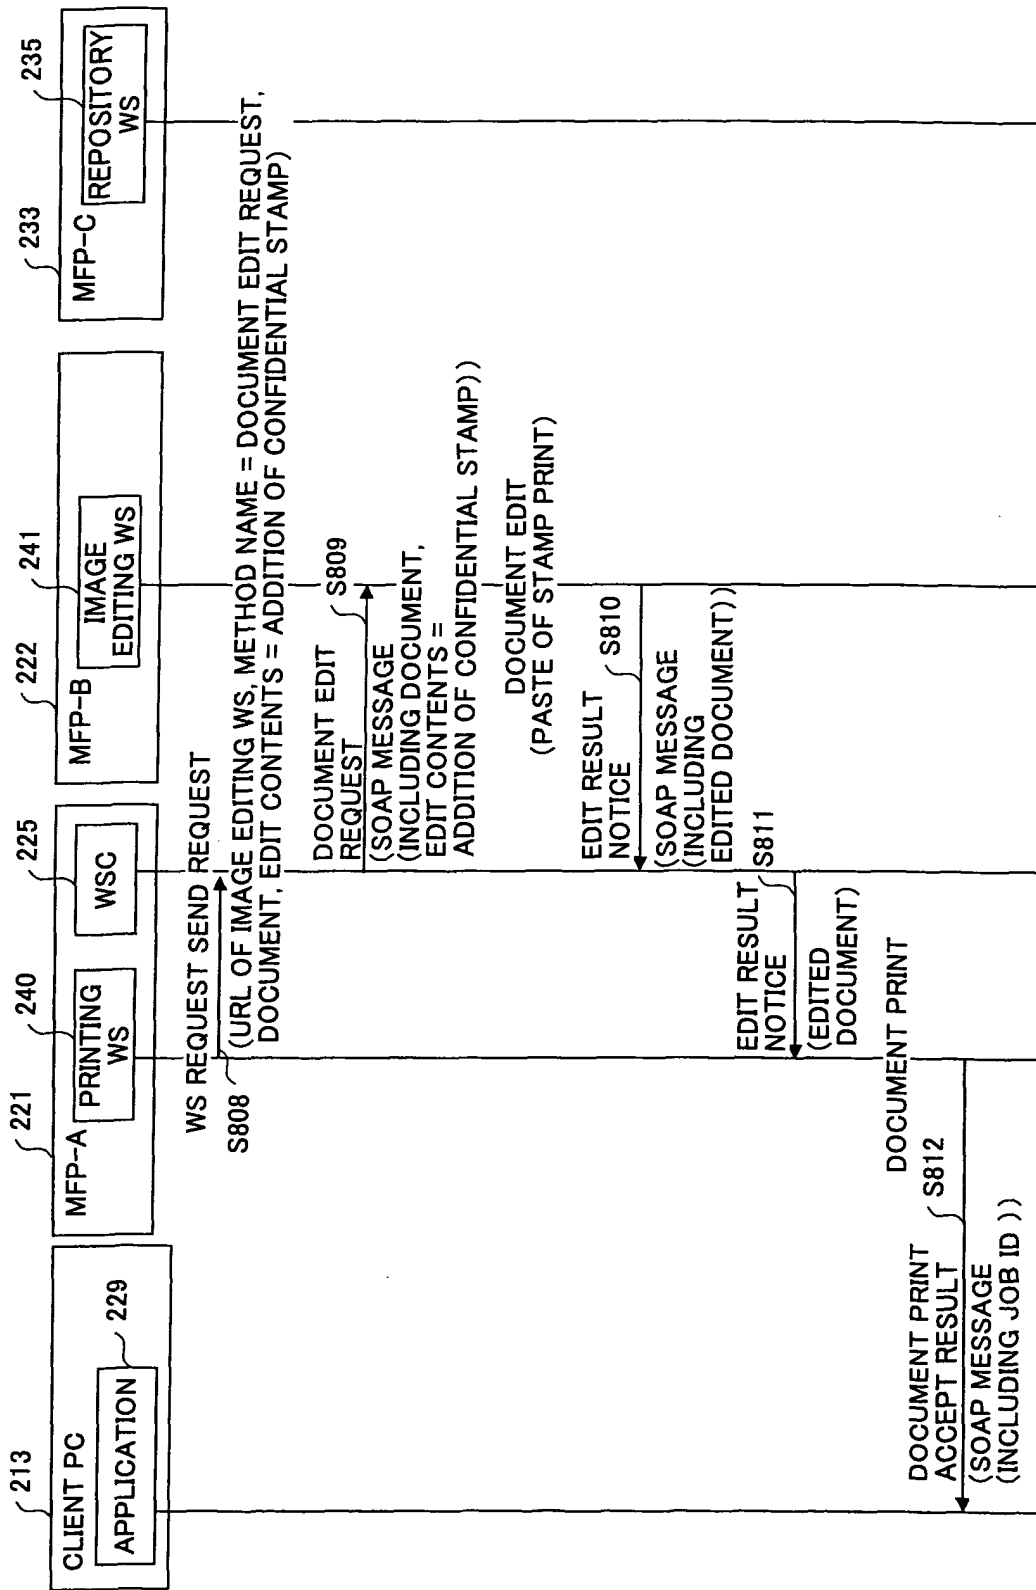 213
CLIENT PC
APPLICATION
229
221
MFP-A
240
PRINTING
WS
225
WSC
222
MFP-B
241
IMAGE
EDITING WS
233
MFP-C
235
REPOSITORY
WS
WS REQUEST SEND REQUEST
S808
(URL OF IMAGE EDITING WS, METHOD NAME = DOCUMENT EDIT REQUEST,
DOCUMENT, EDIT CONTENTS = ADDITION OF CONFIDENTIAL STAMP)
DOCUMENT EDIT
REQUEST
S809
(SOAP MESSAGE
(INCLUDING DOCUMENT,
EDIT CONTENTS =
ADDITION OF CONFIDENTIAL STAMP))
DOCUMENT EDIT
(PASTE OF STAMP PRINT)
EDIT RESULT
NOTICE
S810
(SOAP MESSAGE
(INCLUDING
EDITED DOCUMENT))
EDIT RESULT
NOTICE
S811
(EDITED
DOCUMENT)
DOCUMENT PRINT
DOCUMENT PRINT
ACCEPT RESULT
S812
(SOAP MESSAGE
(INCLUDING JOB ID ))